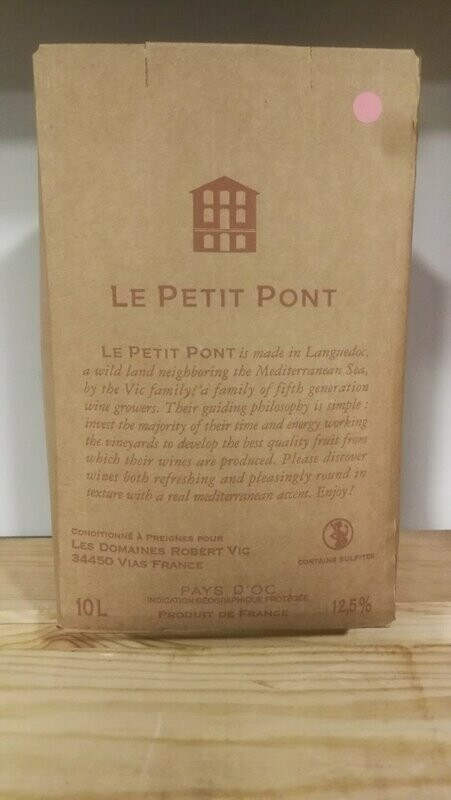 LE PETIT PONT
LE PETIT PONT is made in Languedoc,
a wild land neighboring the Mediterranean Sea,
by the Vic family: a family of fifth generation
wine growers. Their guiding philosophy is simple :
invest the majority of their time and energy working
the vineyards to develop the best quality fruit from
which their wines are produced. Please discover
wines both refreshing and pleasingly round in
texture with a real mediterranean accent. Enjoy!
CONDITIONNÉ À PREIGNES POUR
LES DOMAINES ROBERT VIC
34450 VIAS FRANCE
CONTAINS SULFITES
PAYS D'OC
INDICATION GÉOGRAPHIQUE PROTÉGÉE
10L
PRODUIT DE FRANCE
12,5%